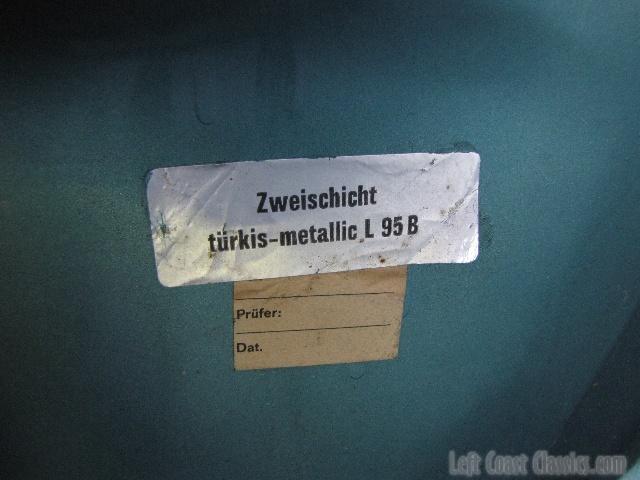 Zweischicht
türkis-metallic L 95 B
Prüfer:
Dat.
Left Coast Classics.com